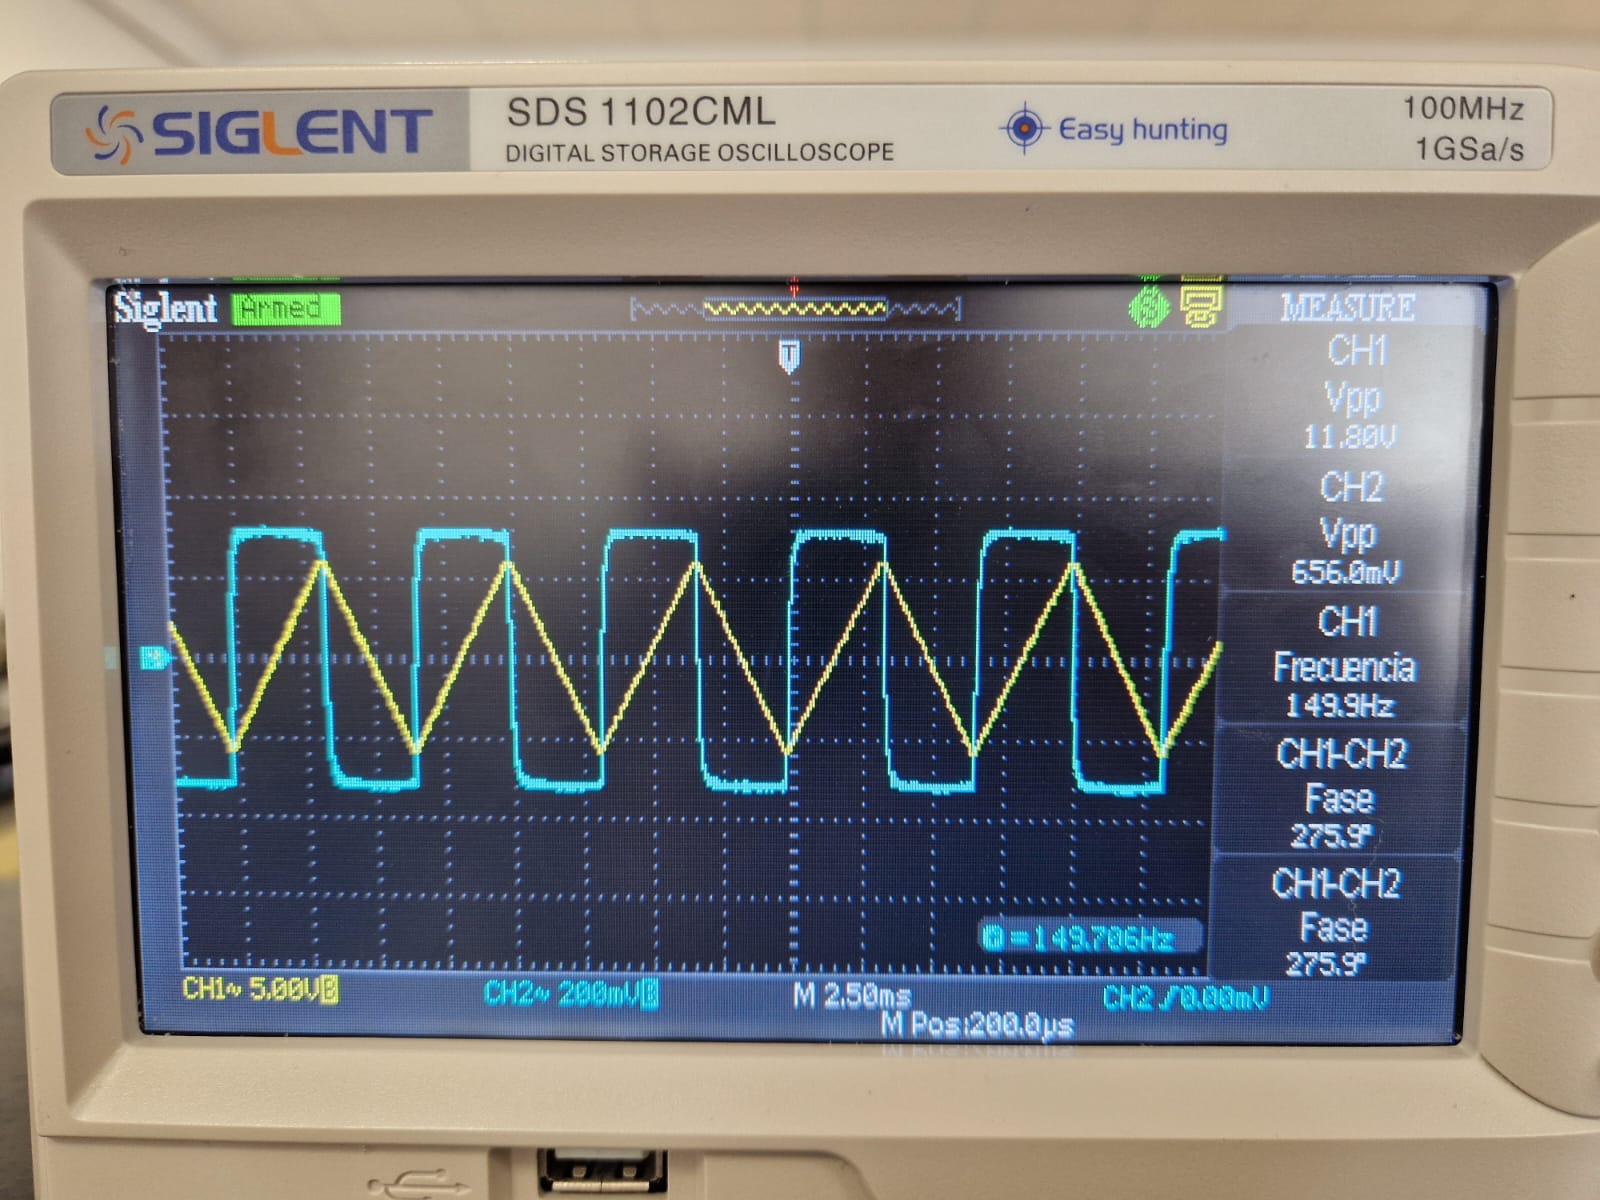 SIGLENT
SDS 1102CML
DIGITAL STORAGE OSCILLOSCOPE
Easy hunting
100MHz
1GSa/s
Siglent Armed
T
MEASURE
CH1
Vpp
11.80V
CH2
Vpp
656.0mV
CH1
Frecuencia
149.9Hz
CH1-CH2
Fase
275.9°
CH1-CH2
Fase
275.9°
=149.706Hz
CH1~ 5.00V B
CH2~ 200mV B
M 2.50ms
CH2 /0.00mV
M Pos:200.0µs